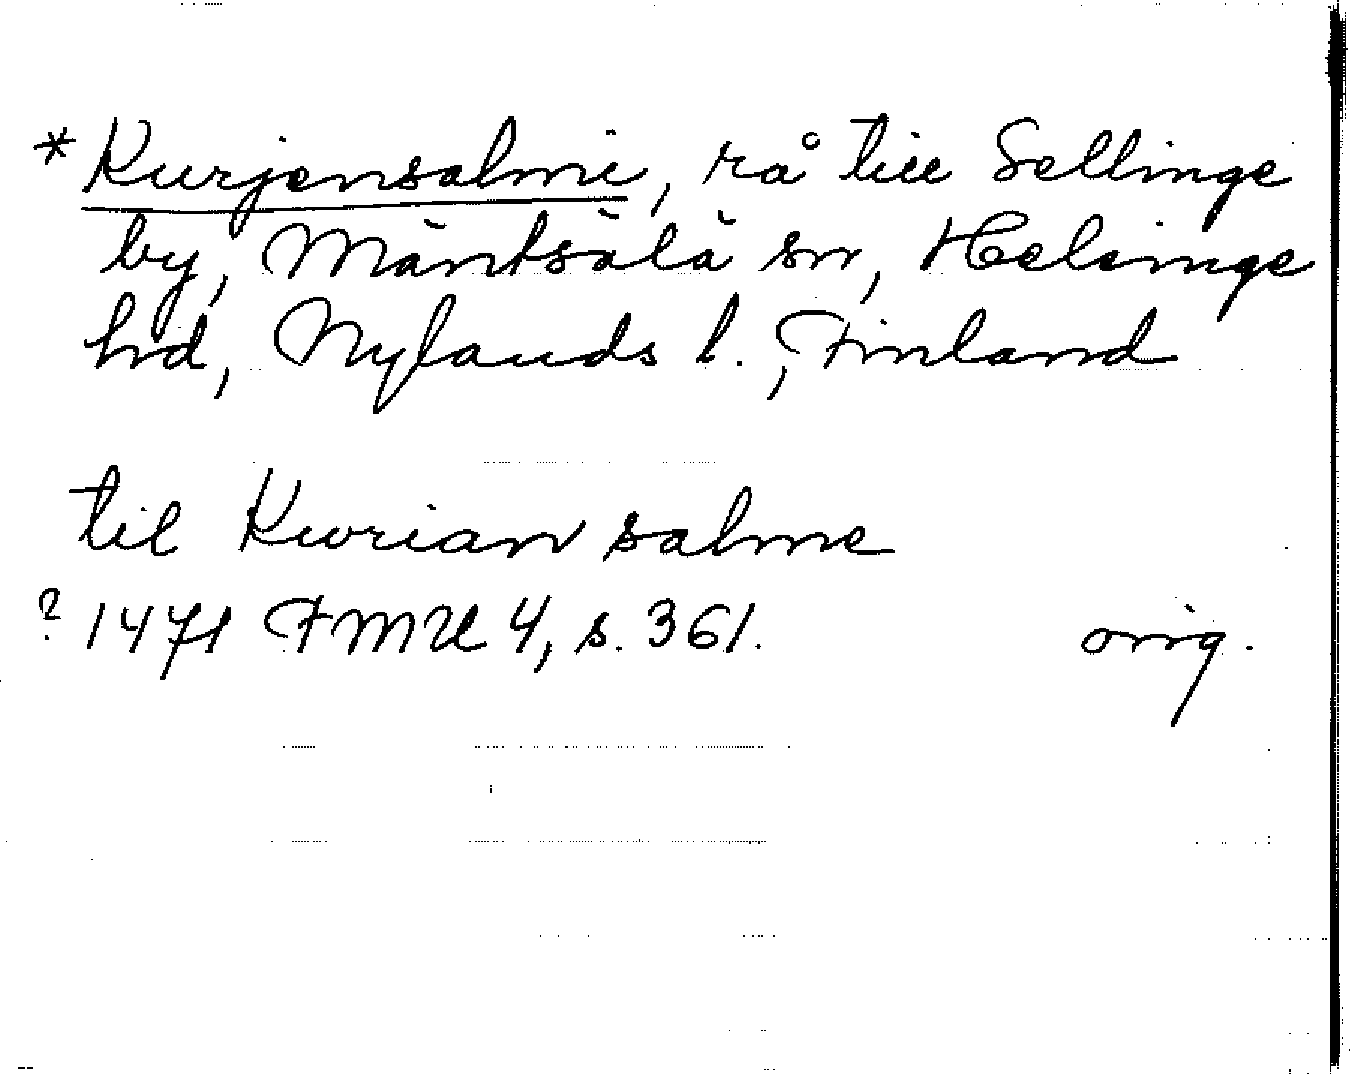 * Kurjensalmi, rå till Sellinge
by, Mäntsälä sn, Helsinge
hd, Nylands l., Finland
til Kurian salme
? 1471 FMU 4, s. 361. orig.